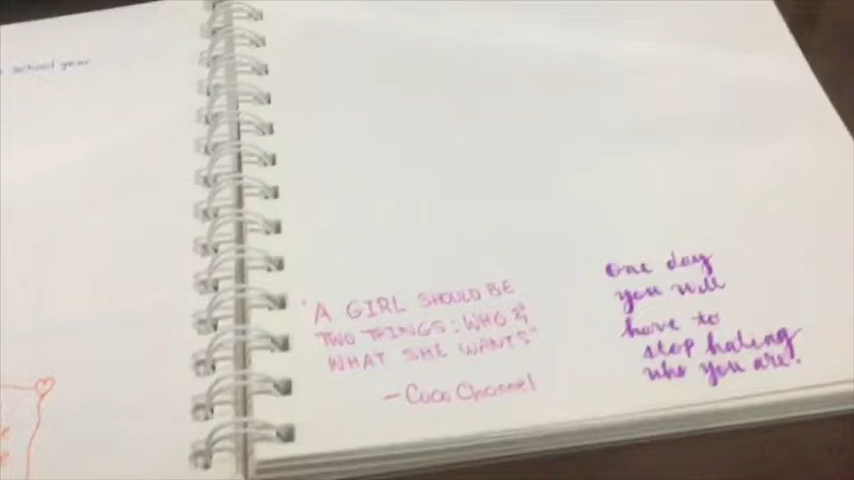 school year
"A GIRL SHOULD BE
TWO THINGS: WHO &
WHAT SHE WANTS"
- Coco Channel
One day
you will
have to
stop hating
who you are.